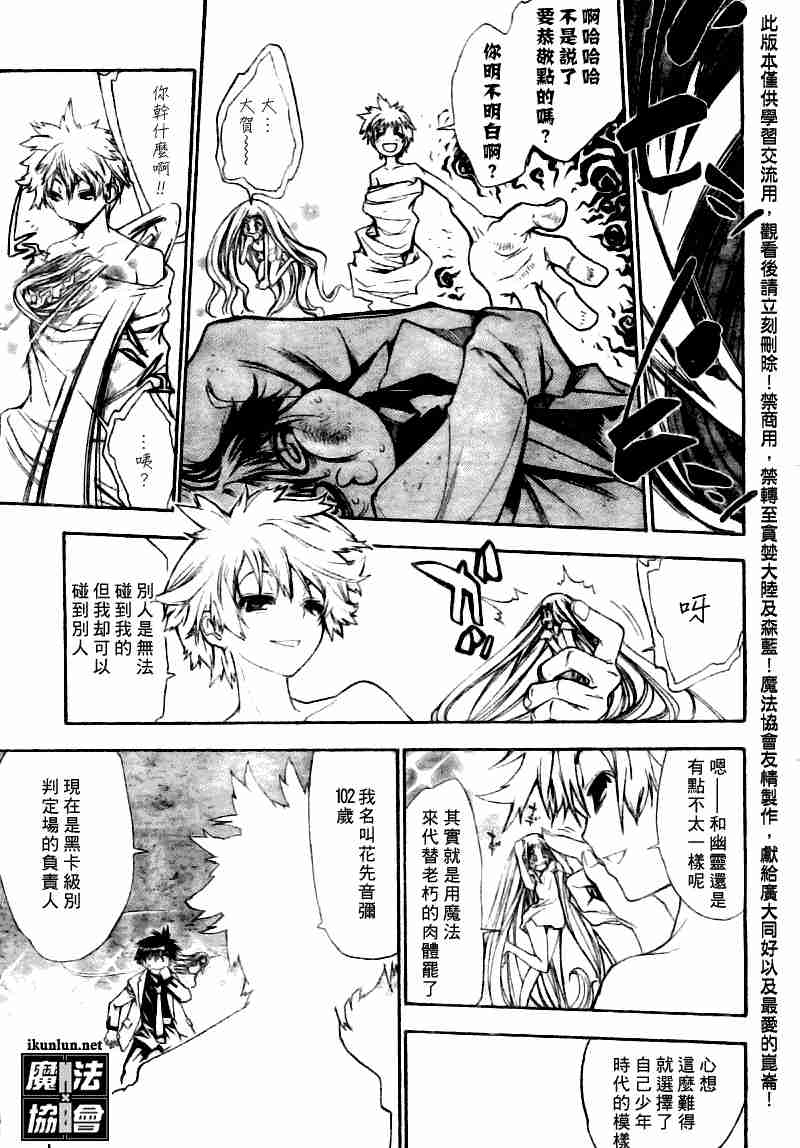 啊哈哈哈
不是說了
要恭敬點的嗎?
你明不明白啊?
大…
大賀~~
你幹什麼啊!!
…咦?
呀
別人是無法
碰到我的
但我却可以
碰到別人
嗯——和幽靈還是
有點不太一樣呢
其實就是用魔法
來代替老朽的肉體罷了
心想
這麼難得
就選擇了
自己少年
時代的模樣
我名叫花先音彌
102歲
現在是黑卡級別
判定場的負責人
此版本僅供學習交流用，觀看後請立刻刪除！禁商用，禁轉至貪婪大陸及森藍！魔法協會友情製作，獻給廣大同好以及最愛的崑崙！
ikunlun.net
魔法
×
協會